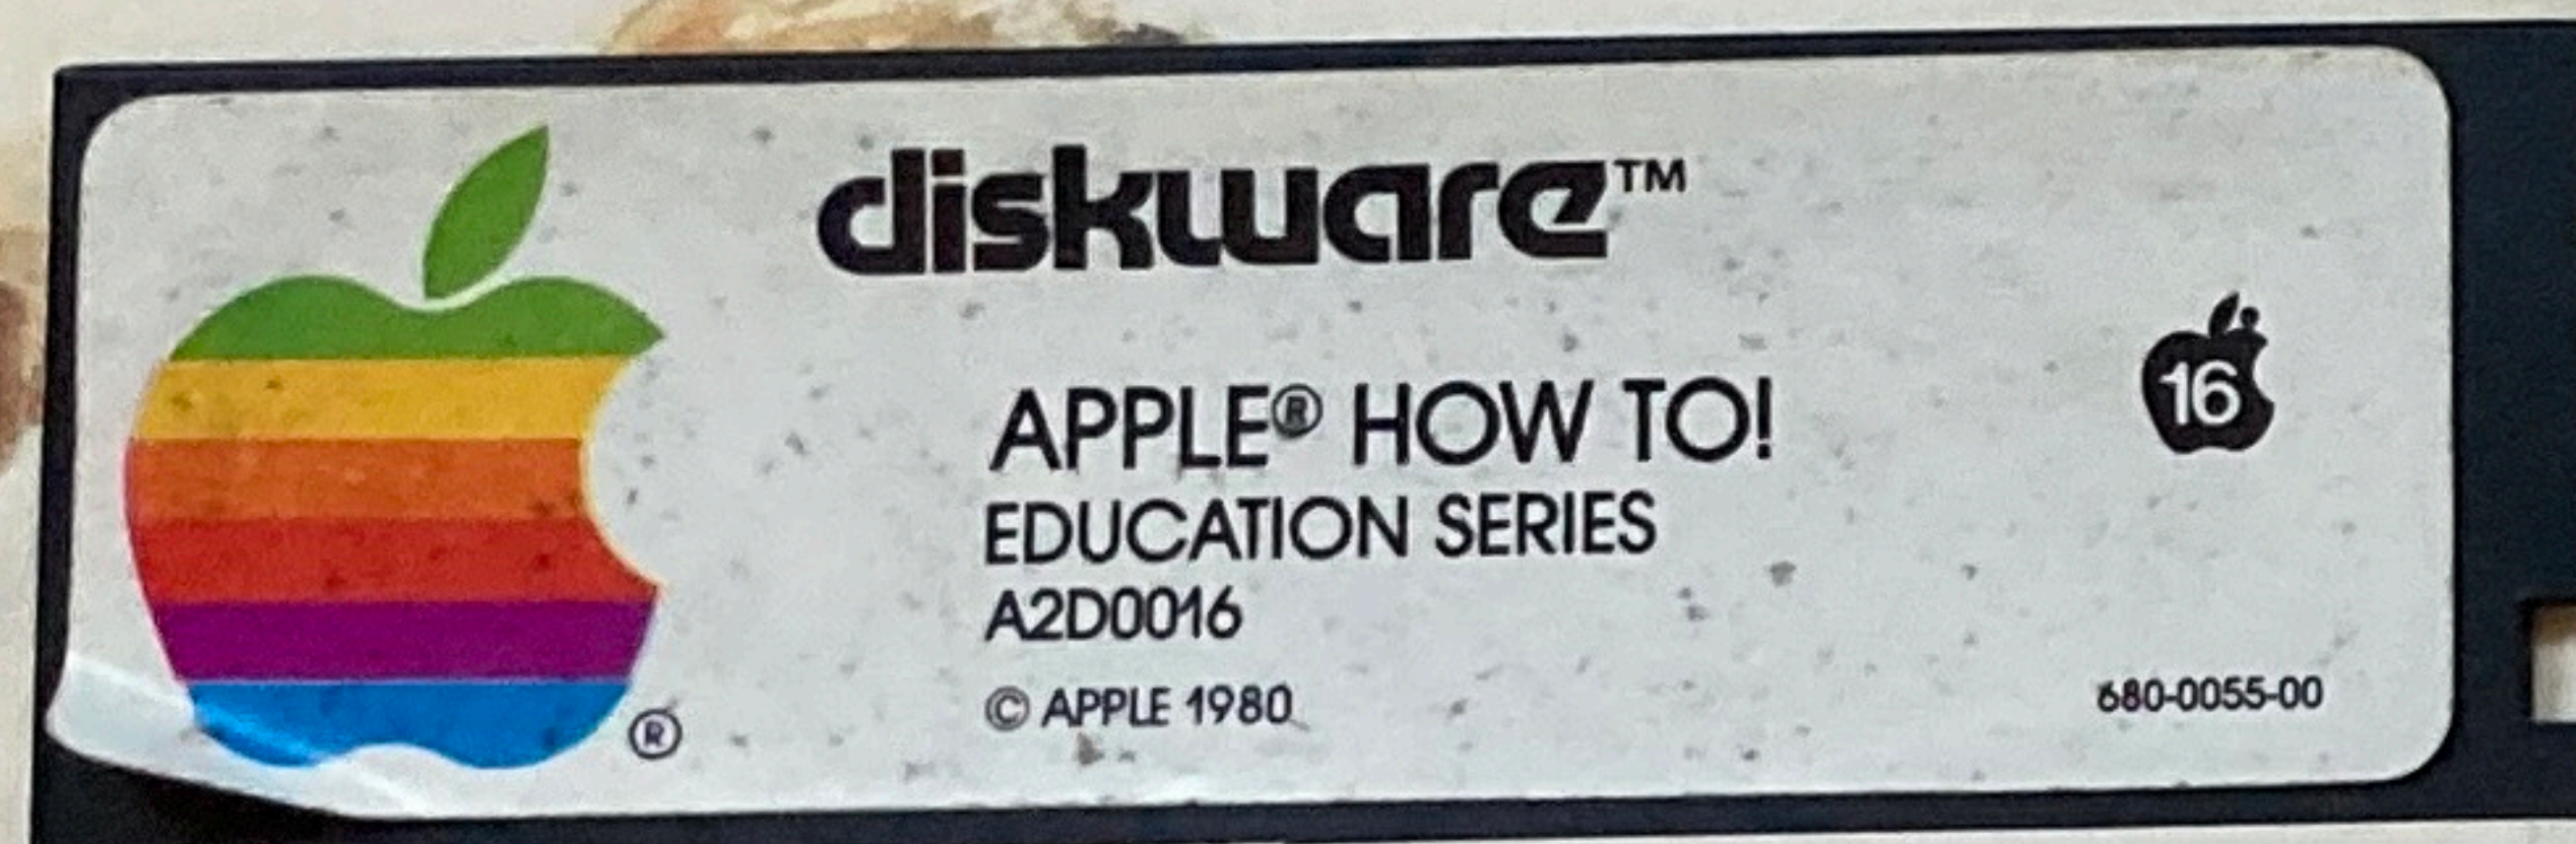 diskware™
APPLE® HOW TO!
16
EDUCATION SERIES
A2D0016
© APPLE 1980
680-0055-00
®